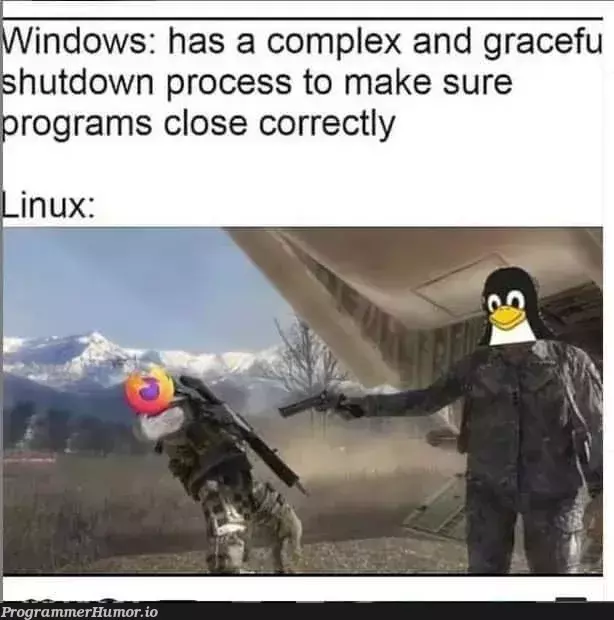 Windows: has a complex and gracefu
shutdown process to make sure
programs close correctly
Linux:
ProgrammerHumor.io